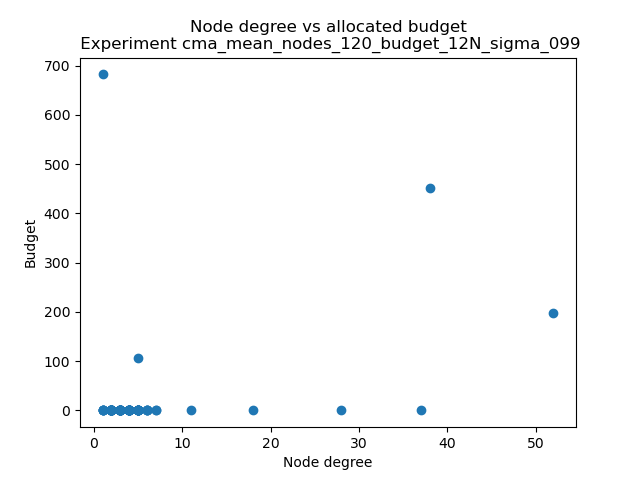 Node degree vs allocated budget
Experiment cma_mean_nodes_120_budget_12N_sigma_099
700
600
500
400
300
200
100
0
Budget
0 10 20 30 40 50
Node degree